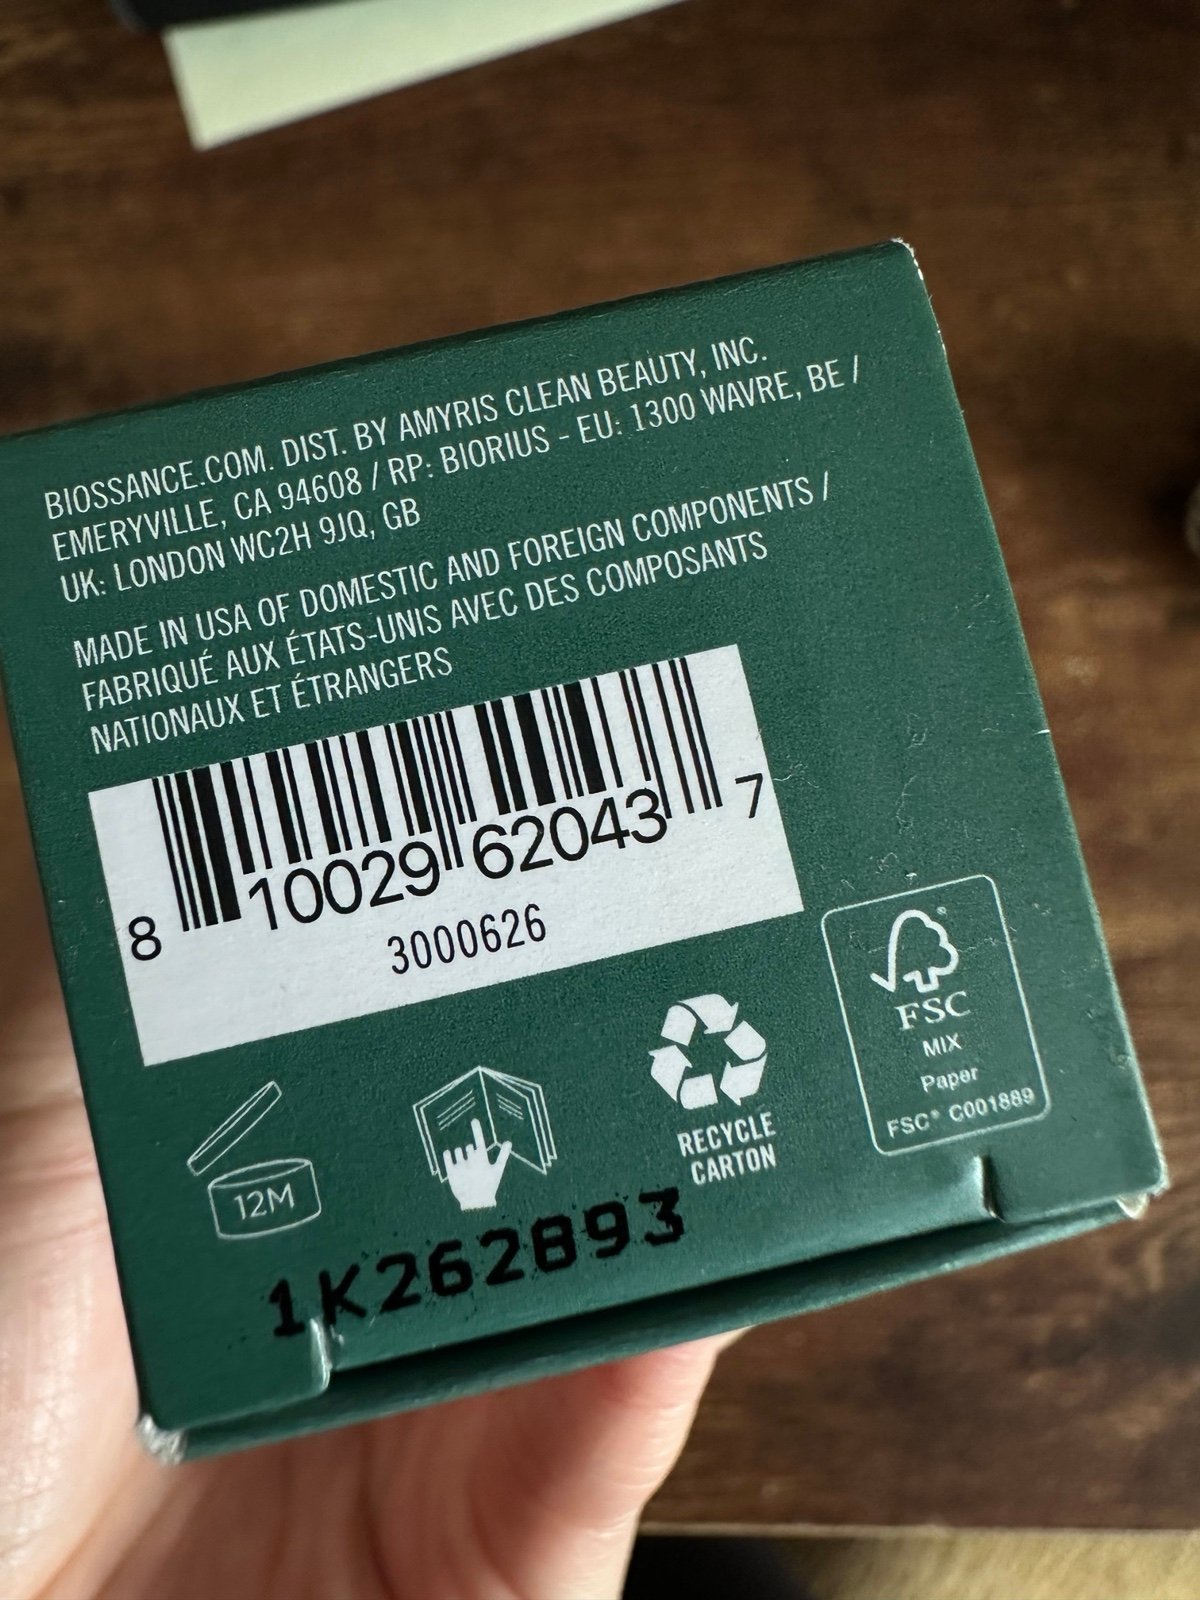 BIOSSANCE.COM. DIST. BY AMYRIS CLEAN BEAUTY, INC.
EMERYVILLE, CA 94608 / RP: BIORIUS - EU: 1300 WAVRE, BE /
UK: LONDON WC2H 9JQ, GB
MADE IN USA OF DOMESTIC AND FOREIGN COMPONENTS /
FABRIQUÉ AUX ÉTATS-UNIS AVEC DES COMPOSANTS
NATIONAUX ET ÉTRANGERS
8 10029 62043 7
3000626
FSC
MIX
Paper
FSC® C001889
12M
RECYCLE
CARTON
1K262893